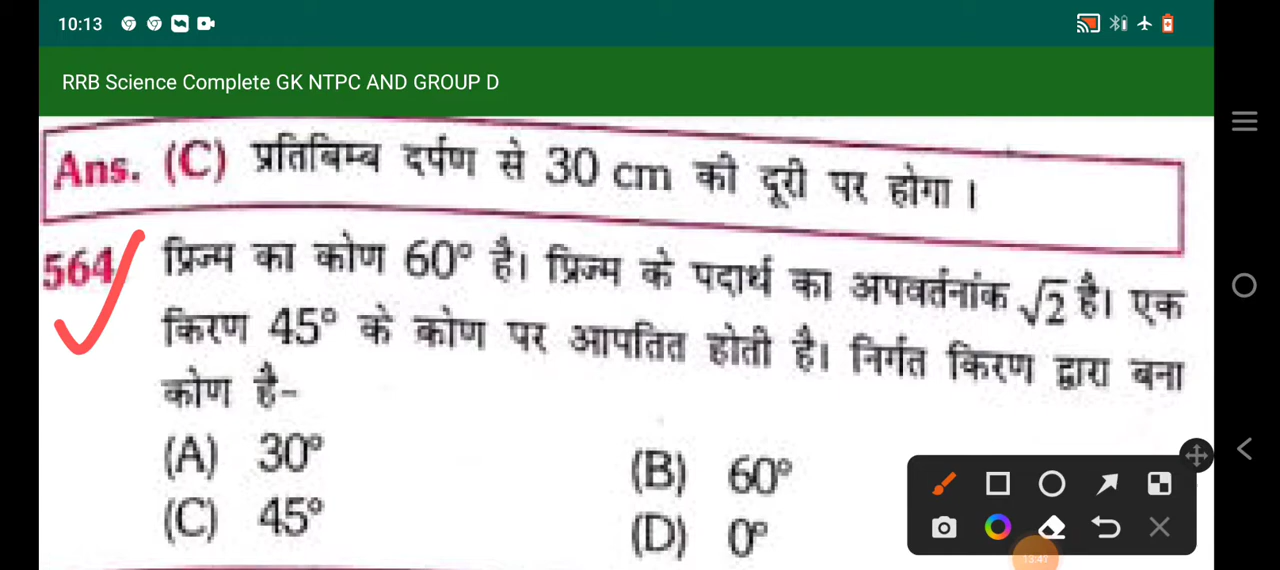 10:13
RRB Science Complete GK NTPC AND GROUP D
Ans. (C) प्रतिबिम्ब दर्पण से 30 cm की दूरी पर होगा ।
564 प्रिज्म का कोण 60° है। प्रिज्म के पदार्थ का अपवर्तनांक √2 है। एक
किरण 45° के कोण पर आपतित होती है। निर्गत किरण द्वारा बना
कोण है-
(A) 30°
(B) 60°
(C) 45°
(D) 0°